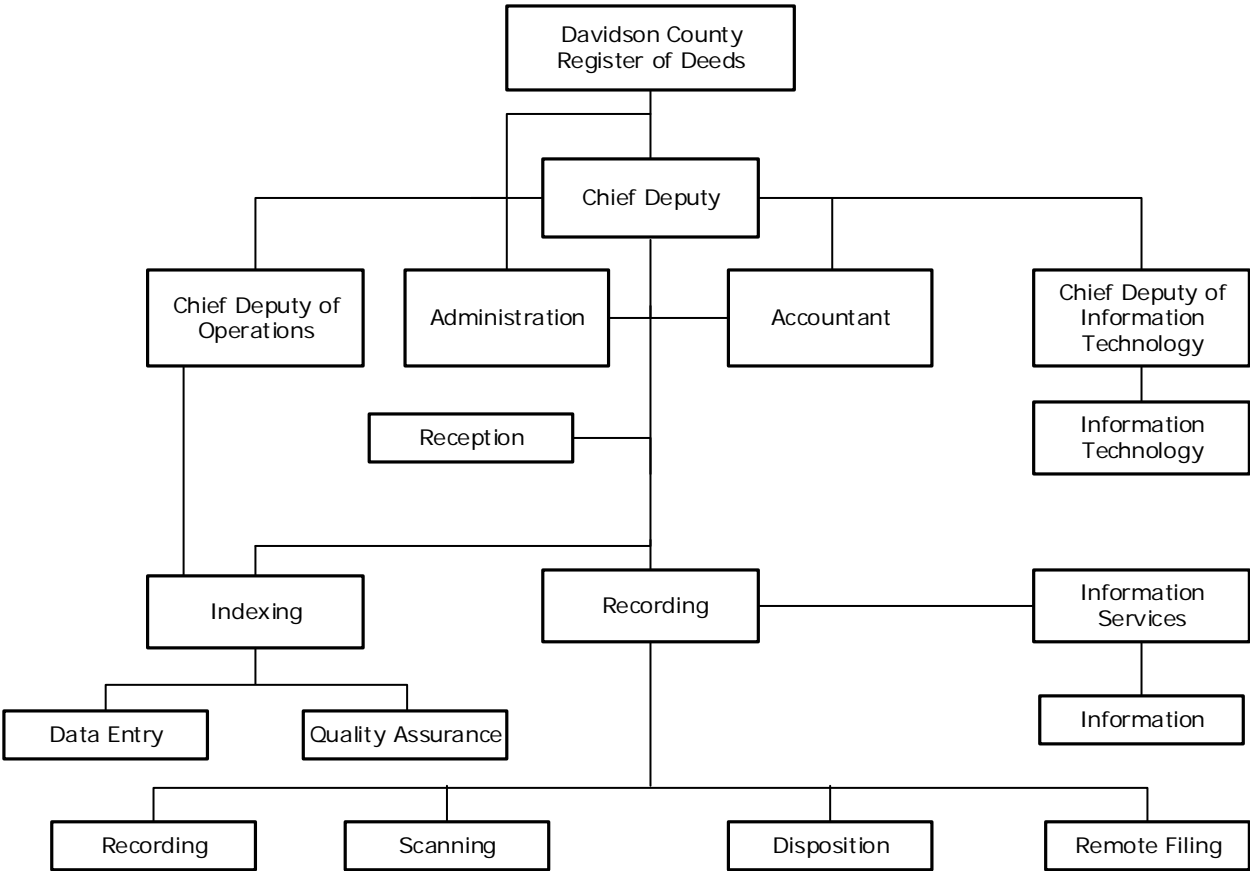 Davidson County
Register of Deeds
Chief Deputy
Chief Deputy of
Operations
Administration
Accountant
Chief Deputy of
Information
Technology
Information
Technology
Reception
Indexing
Recording
Information
Services
Data Entry
Quality Assurance
Information
Recording
Scanning
Disposition
Remote Filing